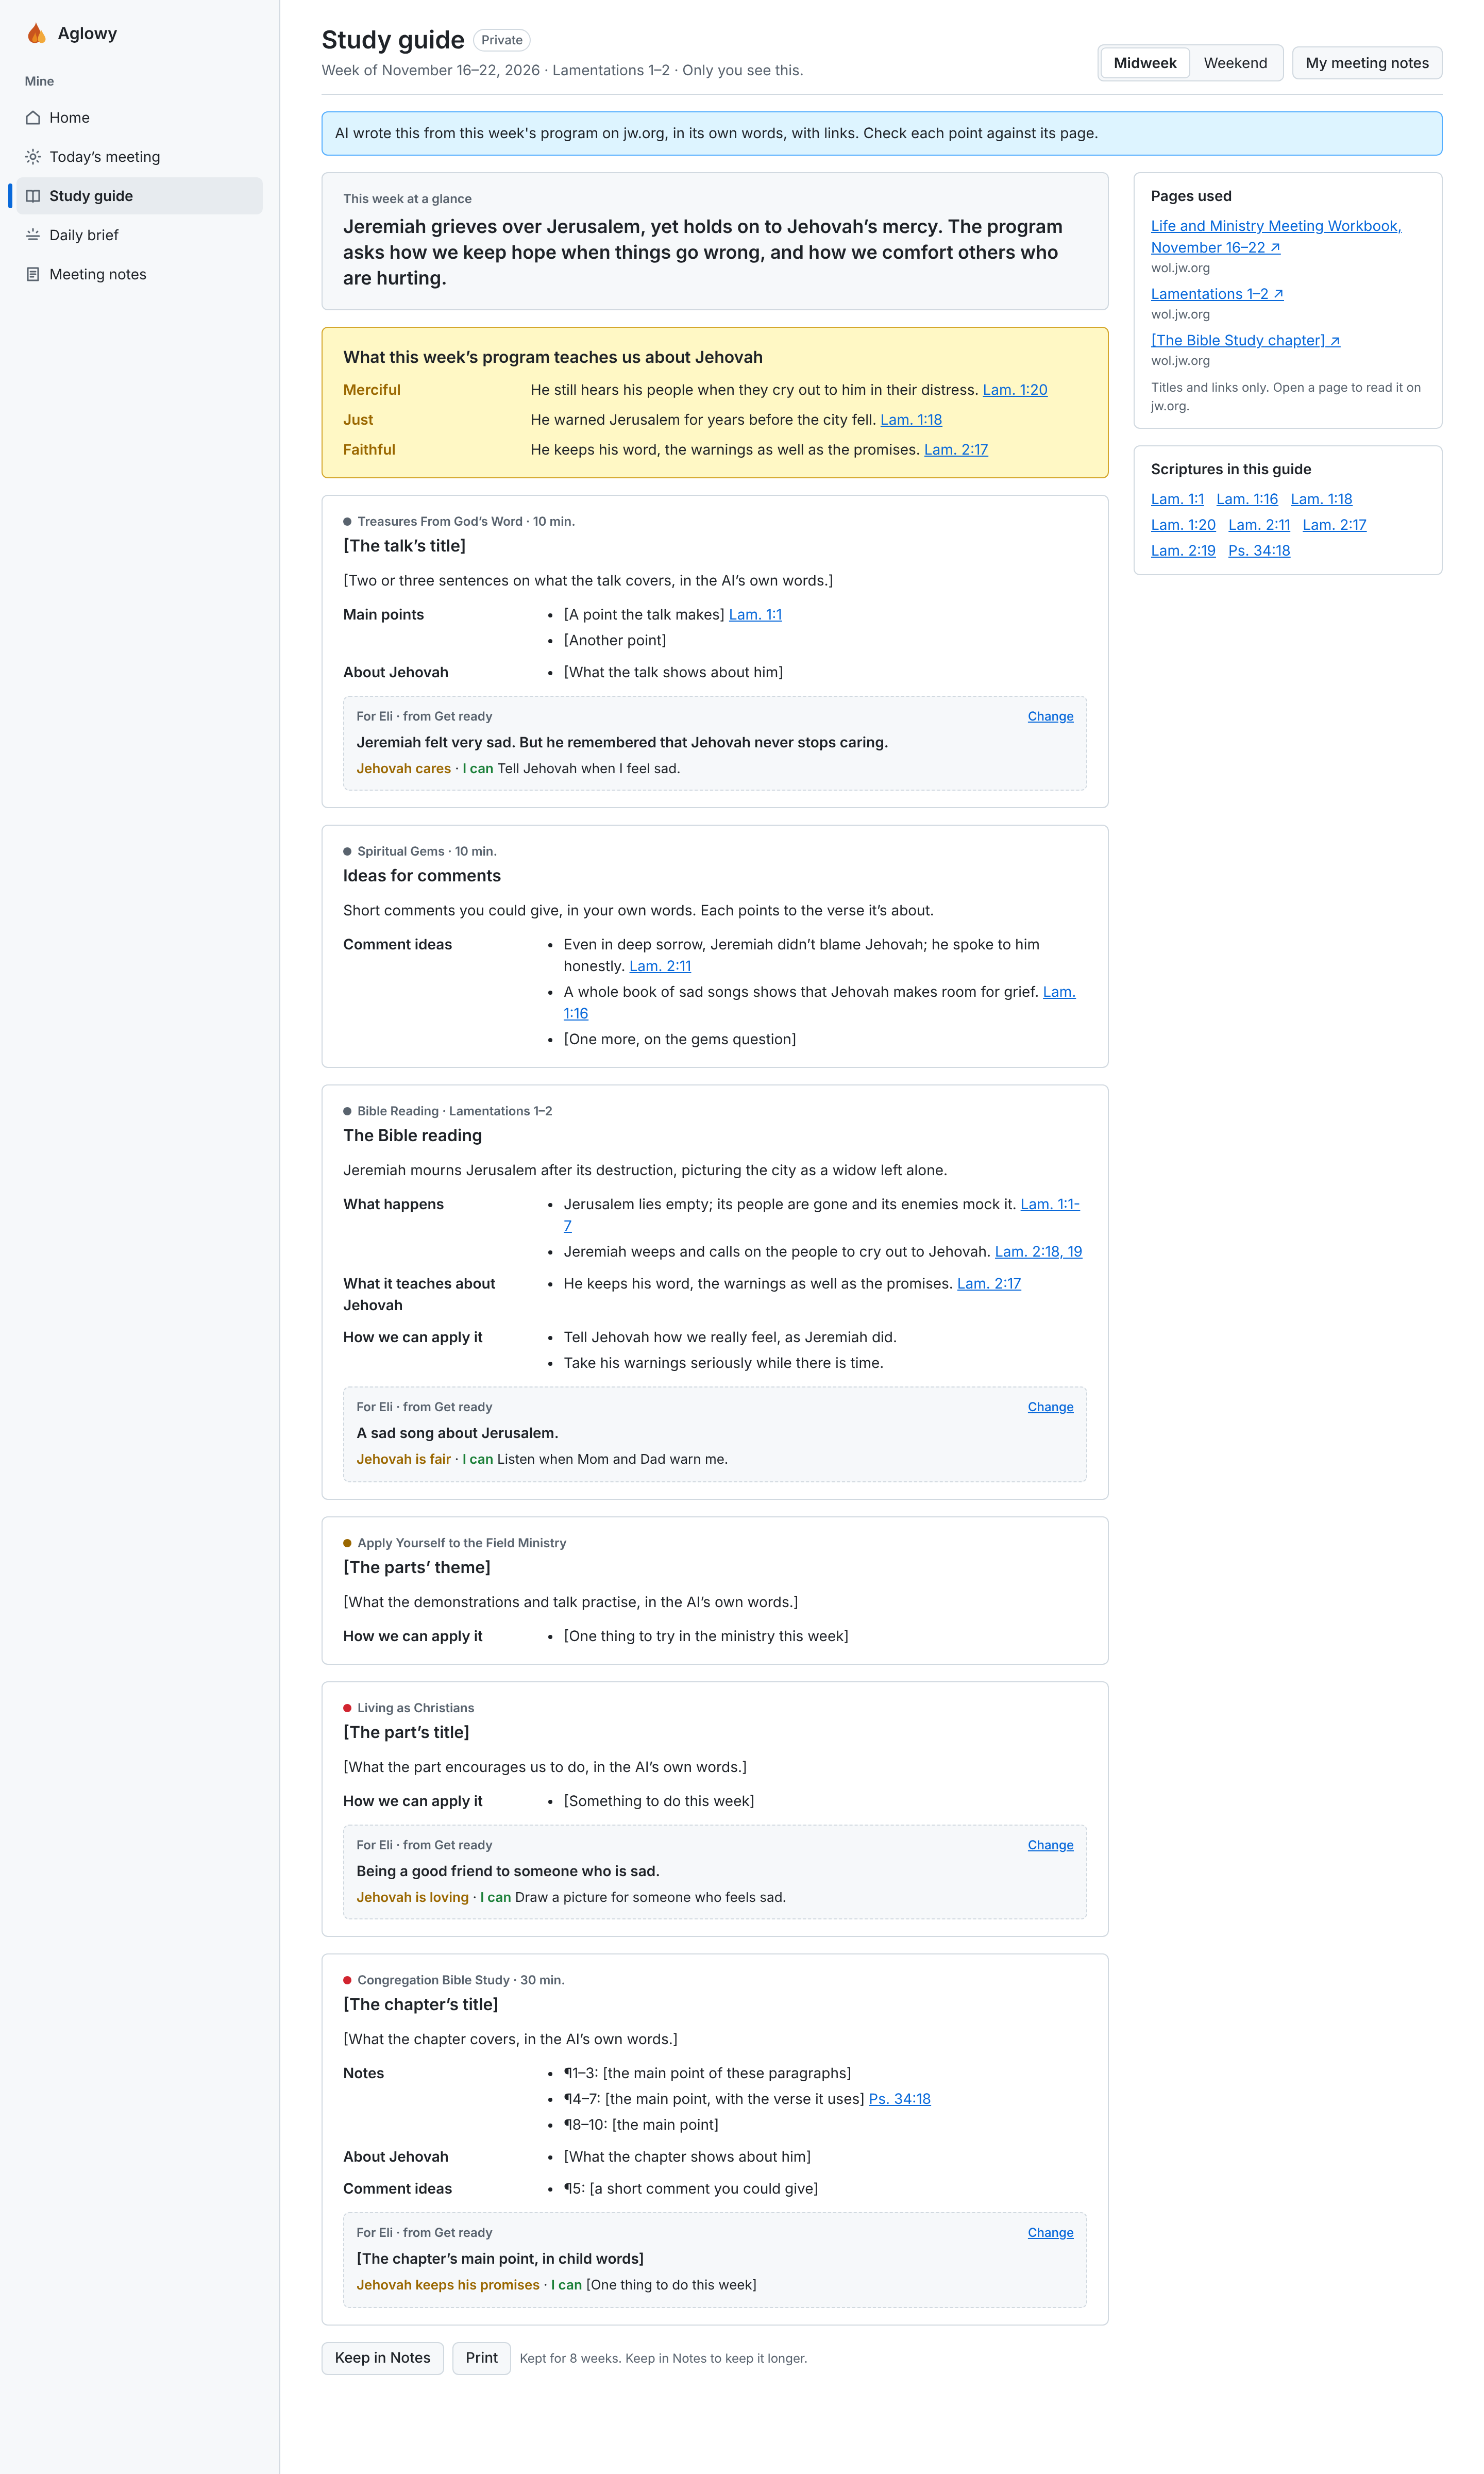 Aglowy
Mine
Home
Today’s meeting
Study guide
Daily brief
Meeting notes
Study guide
Private
Week of November 16–22, 2026 · Lamentations 1–2 · Only you see this.
Midweek
Weekend
My meeting notes
AI wrote this from this week's program on jw.org, in its own words, with links. Check each point against its page.
This week at a glance
Jeremiah grieves over Jerusalem, yet holds on to Jehovah’s mercy. The program
asks how we keep hope when things go wrong, and how we comfort others who
are hurting.
What this week’s program teaches us about Jehovah
Merciful
He still hears his people when they cry out to him in their distress. Lam. 1:20
Just
He warned Jerusalem for years before the city fell. Lam. 1:18
Faithful
He keeps his word, the warnings as well as the promises. Lam. 2:17
Treasures From God’s Word · 10 min.
[The talk’s title]
[Two or three sentences on what the talk covers, in the AI’s own words.]
Main points
• [A point the talk makes] Lam. 1:1
• [Another point]
About Jehovah
• [What the talk shows about him]
For Eli · from Get ready
Change
Jeremiah felt very sad. But he remembered that Jehovah never stops caring.
Jehovah cares · I can Tell Jehovah when I feel sad.
Spiritual Gems · 10 min.
Ideas for comments
Short comments you could give, in your own words. Each points to the verse it’s about.
Comment ideas
• Even in deep sorrow, Jeremiah didn’t blame Jehovah; he spoke to him
honestly. Lam. 2:11
• A whole book of sad songs shows that Jehovah makes room for grief. Lam.
1:16
• [One more, on the gems question]
Bible Reading · Lamentations 1–2
The Bible reading
Jeremiah mourns Jerusalem after its destruction, picturing the city as a widow left alone.
What happens
• Jerusalem lies empty; its people are gone and its enemies mock it. Lam. 1:1-
7
• Jeremiah weeps and calls on the people to cry out to Jehovah. Lam. 2:18, 19
What it teaches about
Jehovah
• He keeps his word, the warnings as well as the promises. Lam. 2:17
How we can apply it
• Tell Jehovah how we really feel, as Jeremiah did.
• Take his warnings seriously while there is time.
For Eli · from Get ready
Change
A sad song about Jerusalem.
Jehovah is fair · I can Listen when Mom and Dad warn me.
Apply Yourself to the Field Ministry
[The parts’ theme]
[What the demonstrations and talk practise, in the AI’s own words.]
How we can apply it
• [One thing to try in the ministry this week]
Living as Christians
[The part’s title]
[What the part encourages us to do, in the AI’s own words.]
How we can apply it
• [Something to do this week]
For Eli · from Get ready
Change
Being a good friend to someone who is sad.
Jehovah is loving · I can Draw a picture for someone who feels sad.
Congregation Bible Study · 30 min.
[The chapter’s title]
[What the chapter covers, in the AI’s own words.]
Notes
• ¶1–3: [the main point of these paragraphs]
• ¶4–7: [the main point, with the verse it uses] Ps. 34:18
• ¶8–10: [the main point]
About Jehovah
• [What the chapter shows about him]
Comment ideas
• ¶5: [a short comment you could give]
For Eli · from Get ready
Change
[The chapter’s main point, in child words]
Jehovah keeps his promises · I can [One thing to do this week]
Keep in Notes
Print
Kept for 8 weeks. Keep in Notes to keep it longer.
Pages used
Life and Ministry Meeting Workbook,
November 16–22 ↗
wol.jw.org
Lamentations 1–2 ↗
wol.jw.org
[The Bible Study chapter] ↗
wol.jw.org
Titles and links only. Open a page to read it on
jw.org.
Scriptures in this guide
Lam. 1:1 Lam. 1:16 Lam. 1:18
Lam. 1:20 Lam. 2:11 Lam. 2:17
Lam. 2:19 Ps. 34:18